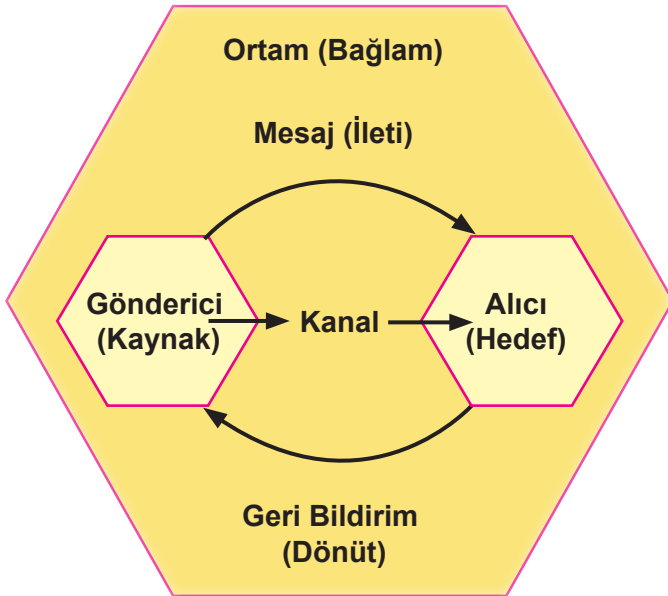 Ortam (Bağlam)
Mesaj (İleti)
Gönderici
(Kaynak)
Kanal
Alıcı
(Hedef)
Geri Bildirim
(Dönüt)